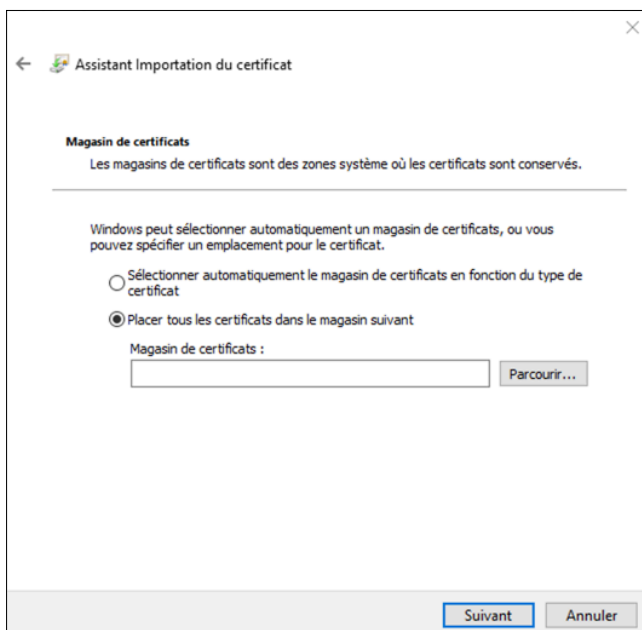 Assistant Importation du certificat
Magasin de certificats
Les magasins de certificats sont des zones système où les certificats sont conservés.
Windows peut sélectionner automatiquement un magasin de certificats, ou vous
pouvez spécifier un emplacement pour le certificat.
Sélectionner automatiquement le magasin de certificats en fonction du type de
certificat
Placer tous les certificats dans le magasin suivant
Magasin de certificats :
Parcourir...
Suivant
Annuler